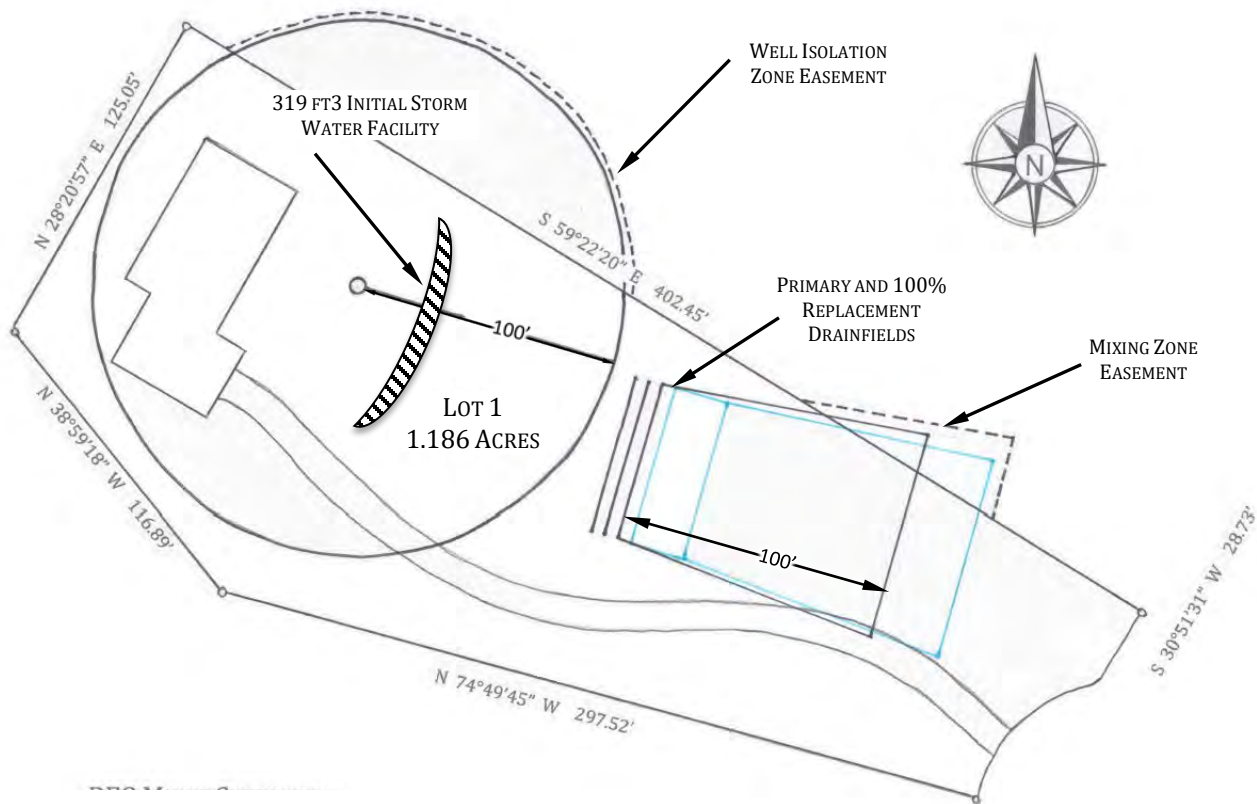 WELL ISOLATION
ZONE EASEMENT
319 FT3 INITIAL STORM
WATER FACILITY
N 28°20'57" E 125.05'
N
S 59°22'20" E 402.45'
PRIMARY AND 100%
REPLACEMENT
DRAINFIELDS
100'
MIXING ZONE
EASEMENT
LOT 1
1.186 ACRES
N 38°59'18" W 116.89'
100'
S 30°51'31" W 28.73'
N 74°49'45" W 297.52'